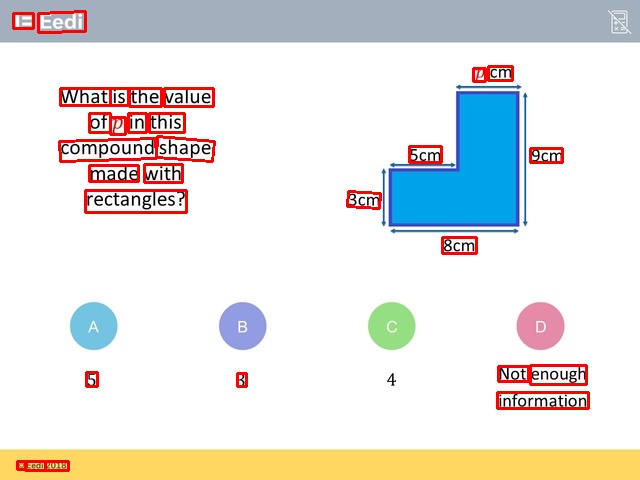 Eedi
What is the value
of p in this
compound shape
made with
rectangles?
p cm
5cm
9cm
3cm
8cm
A
B
C
D
5
3
4
Not enough
information
© Eedi 2018